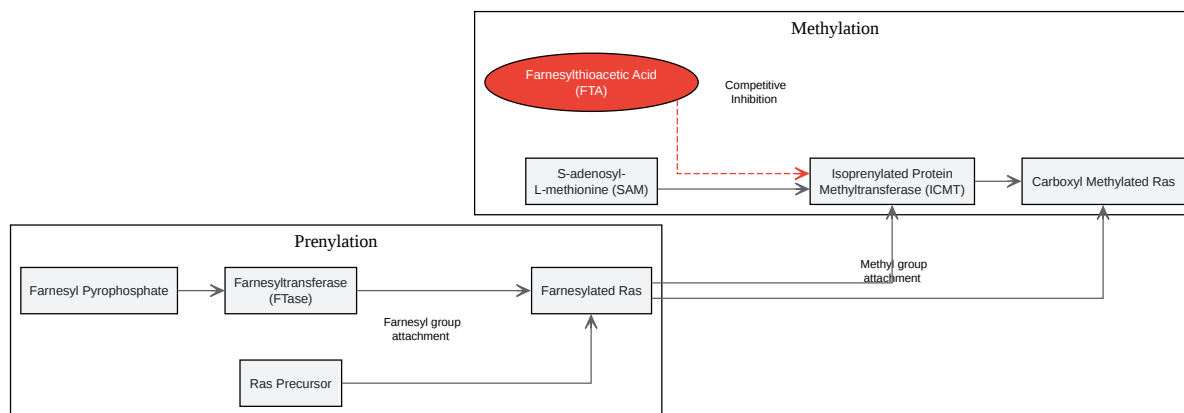 Methylation
Farnesylthioacetic Acid
(FTA)
Competitive
Inhibition
S-adenosyl-
L-methionine (SAM)
Isoprenylated Protein
Methyltransferase (ICMT)
Carboxyl Methylated Ras
Prenylation
Farnesyl Pyrophosphate
Farnesyltransferase
(FTase)
Farnesylated Ras
Methyl group
attachment
Farnesyl group
attachment
Ras Precursor